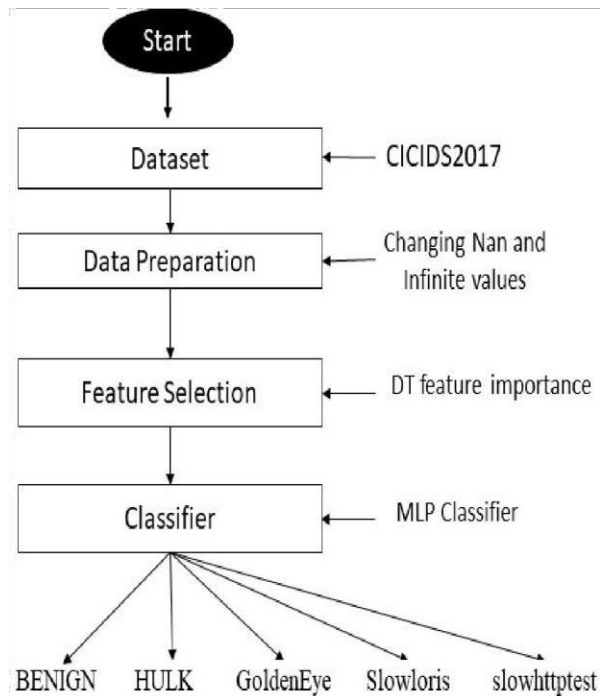 Start
Dataset
CICIDS2017
Data Preparation
Changing Nan and
Infinite values
Feature Selection
DT feature importance
Classifier
MLP Classifier
BENIGN
HULK
GoldenEye
Slowloris
slowhttptest